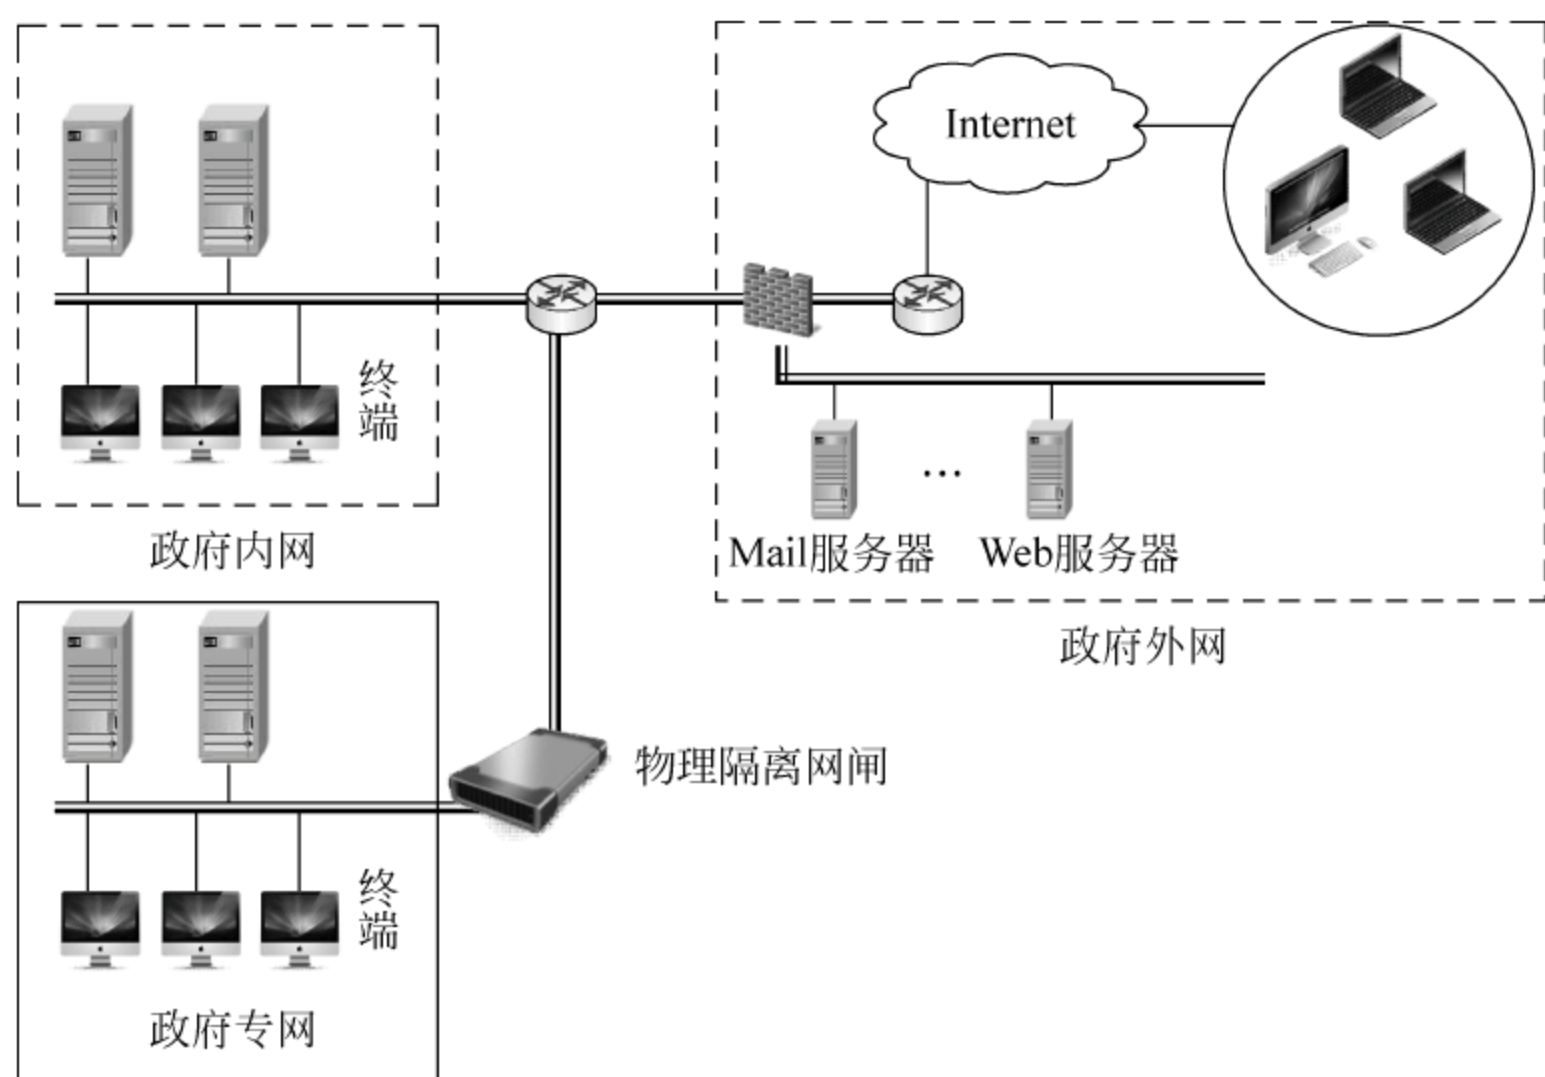 Internet
终端
政府内网
Mail服务器
…
Web服务器
政府外网
物理隔离网闸
终端
政府专网